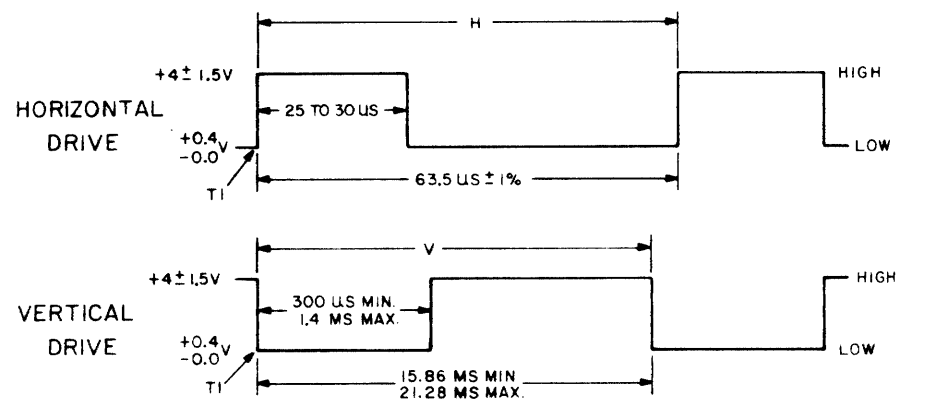 H
+4± 1.5V
HIGH
HORIZONTAL
DRIVE
25 TO 30 US
+0.4
-0.0 V
LOW
T1
63.5 US ± 1%
V
+4± 1.5V
HIGH
VERTICAL
DRIVE
300 US MIN.
1.4 MS MAX.
+0.4
-0.0 V
LOW
T1
15.86 MS MIN
21.28 MS MAX.